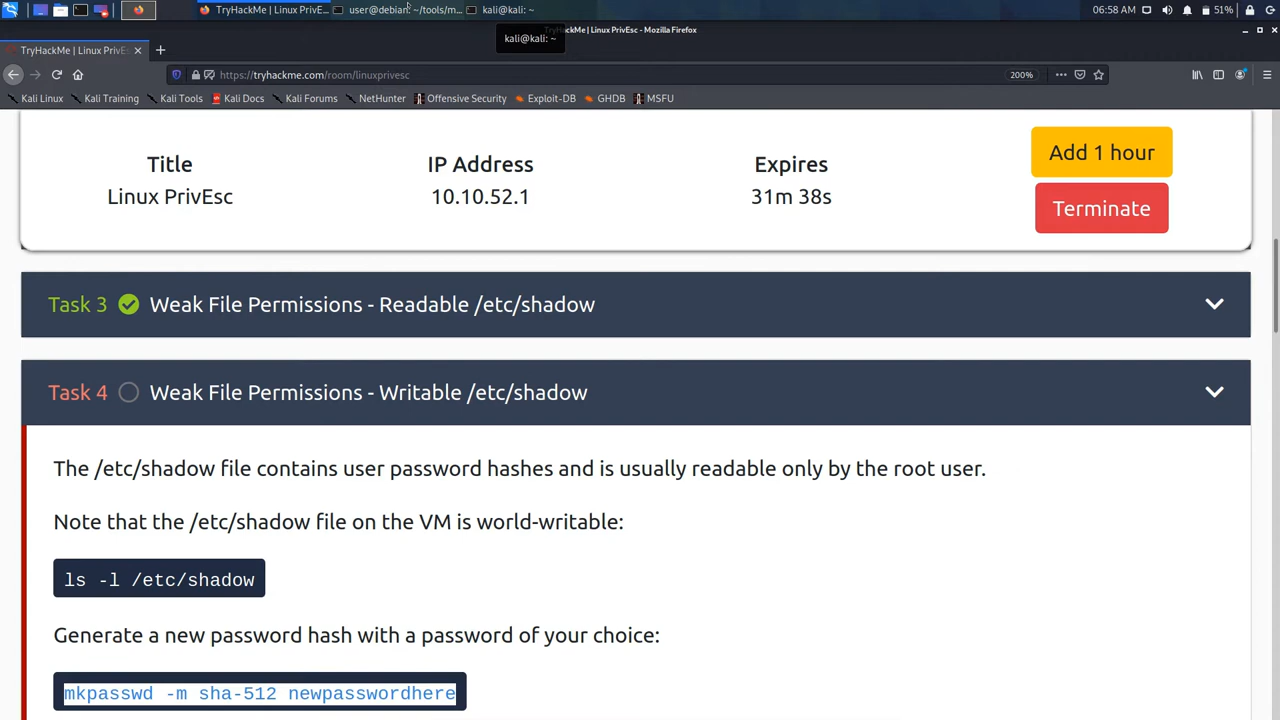 TryHackMe | Linux PrivE...
user@debian: ~/tools/m...
kali@kali: ~
06:58 AM
51%
TryHackMe | Linux PrivEsc - Mozilla Firefox
kali@kali: ~
TryHackMe | Linux PrivEs
https://tryhackme.com/room/linuxprivesc
200%
Kali Linux
Kali Training
Kali Tools
Kali Docs
Kali Forums
NetHunter
Offensive Security
Exploit-DB
GHDB
MSFU
Title
IP Address
Expires
Add 1 hour
Linux PrivEsc
10.10.52.1
31m 38s
Terminate
Task 3 Weak File Permissions - Readable /etc/shadow
Task 4 Weak File Permissions - Writable /etc/shadow
The /etc/shadow file contains user password hashes and is usually readable only by the root user.
Note that the /etc/shadow file on the VM is world-writable:
ls -l /etc/shadow
Generate a new password hash with a password of your choice:
mkpasswd -m sha-512 newpasswordhere